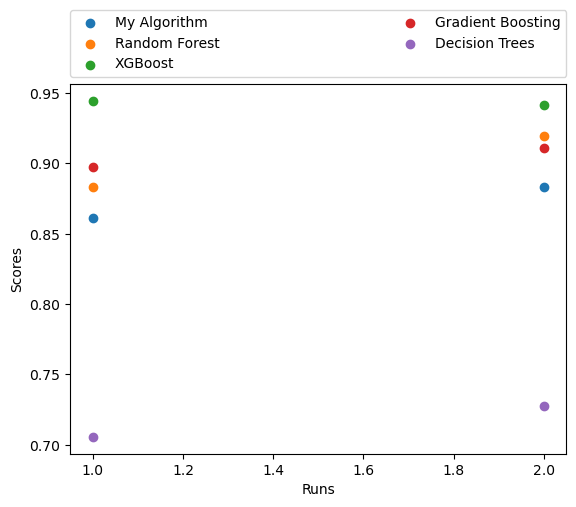 My Algorithm
Random Forest
XGBoost
Gradient Boosting
Decision Trees
0.95
0.90
0.85
0.80
0.75
0.70
Scores
1.0 1.2 1.4 1.6 1.8 2.0
Runs